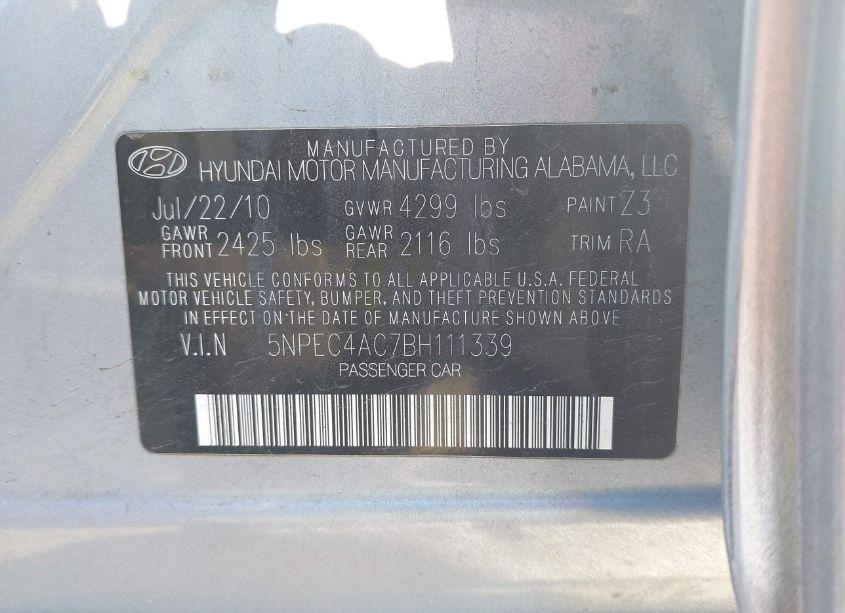 MANUFACTURED BY
HYUNDAI MOTOR MANUFACTURING ALABAMA, LLC
Jul/22/10 GVWR 4299 lbs PAINT Z3
GAWR FRONT 2425 lbs GAWR REAR 2116 lbs TRIM RA
THIS VEHICLE CONFORMS TO ALL APPLICABLE U.S.A. FEDERAL
MOTOR VEHICLE SAFETY, BUMPER, AND THEFT PREVENTION STANDARDS
IN EFFECT ON THE DATE OF MANUFACTURE SHOWN ABOVE
V.I.N 5NPEC4AC7BH111339
PASSENGER CAR